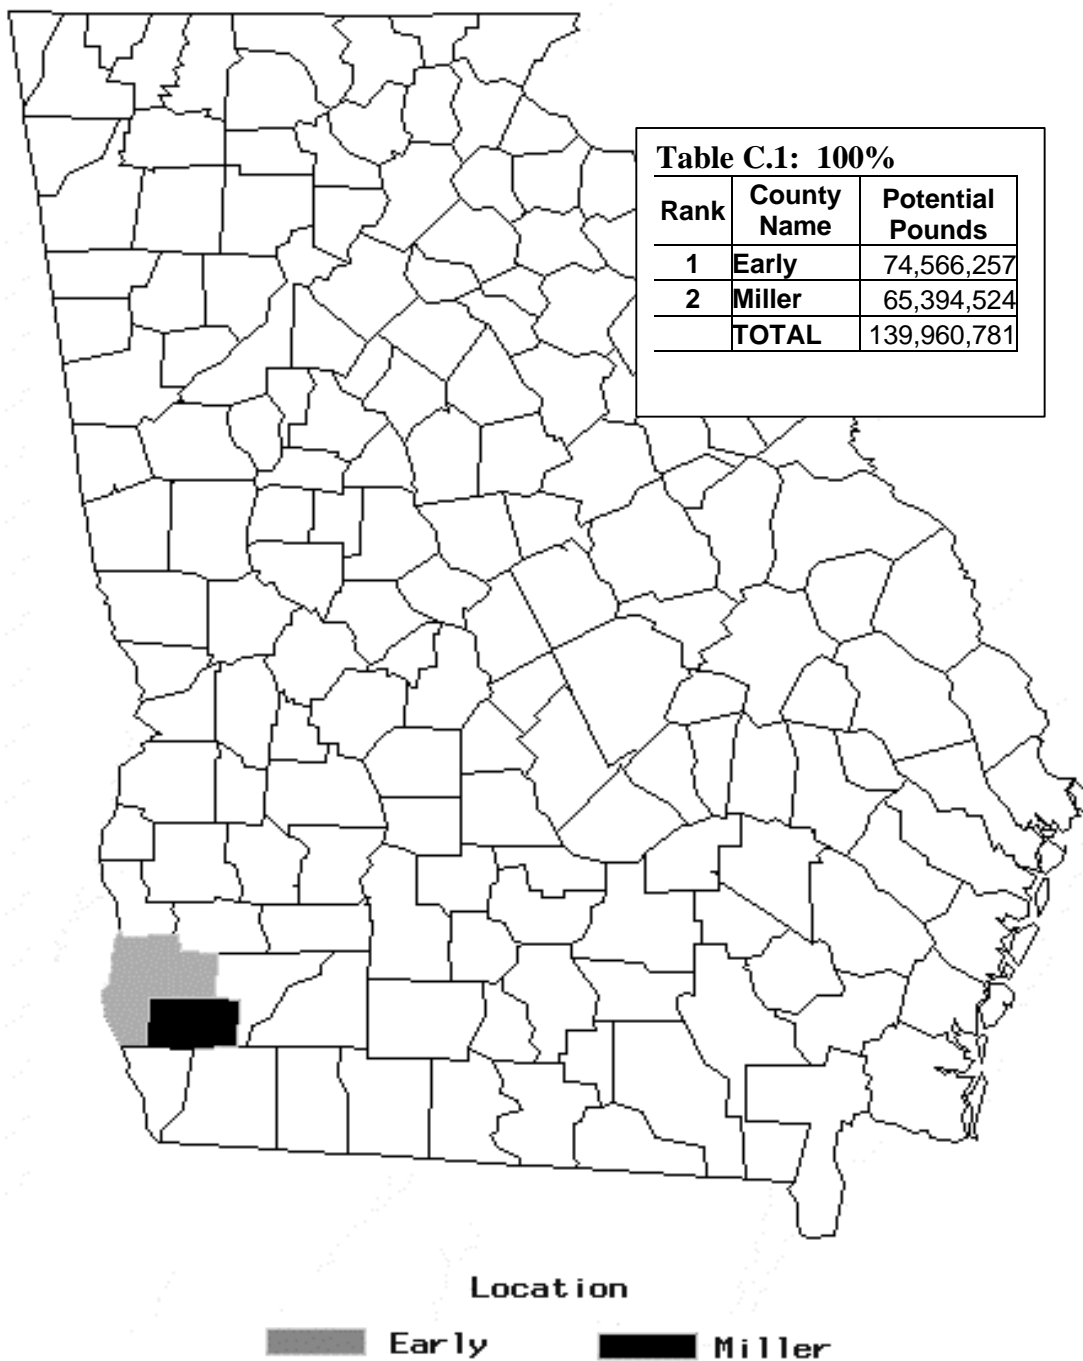 Table C.1: 100%
Rank County Name Potential Pounds
1 Early 74,566,257
2 Miller 65,394,524
TOTAL 139,960,781
Location
Early Miller